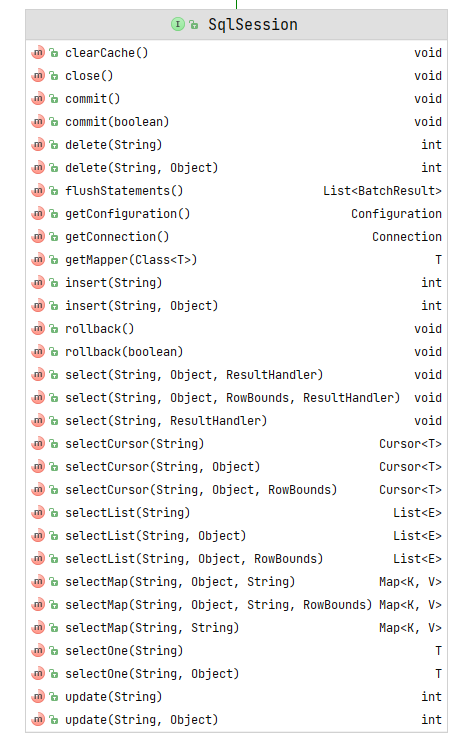 SqlSession
clearCache() void
close() void
commit() void
commit(boolean) void
delete(String) int
delete(String, Object) int
flushStatements() List<BatchResult>
getConfiguration() Configuration
getConnection() Connection
getMapper(Class<T>) T
insert(String) int
insert(String, Object) int
rollback() void
rollback(boolean) void
select(String, Object, ResultHandler) void
select(String, Object, RowBounds, ResultHandler) void
select(String, ResultHandler) void
selectCursor(String) Cursor<T>
selectCursor(String, Object) Cursor<T>
selectCursor(String, Object, RowBounds) Cursor<T>
selectList(String) List<E>
selectList(String, Object) List<E>
selectList(String, Object, RowBounds) List<E>
selectMap(String, Object, String) Map<K, V>
selectMap(String, Object, String, RowBounds) Map<K, V>
selectMap(String, String) Map<K, V>
selectOne(String) T
selectOne(String, Object) T
update(String) int
update(String, Object) int